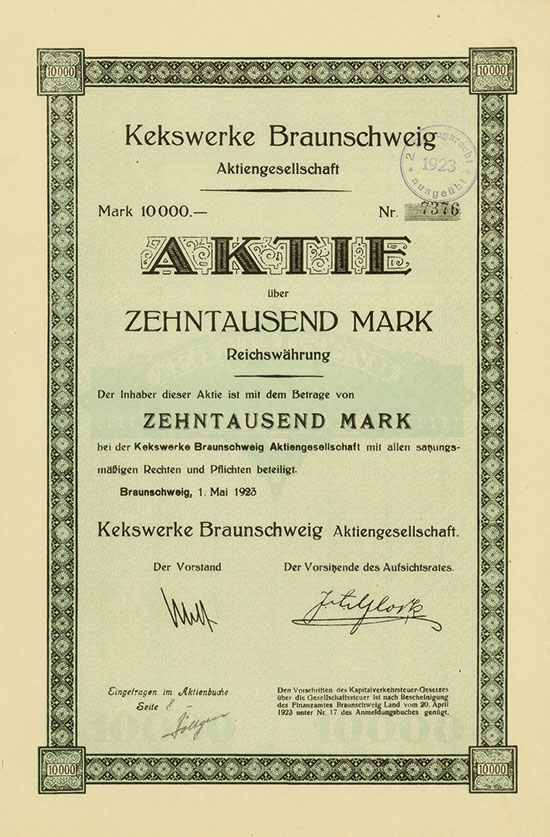 10000
10000
Kekswerke Braunschweig
Aktiengesellschaft
2. Bezugsrecht
1923
ausgeübt
Mark 10000.—
Nr. 7376
AKTIE
über
ZEHNTAUSEND MARK
Reichswährung
Der Inhaber dieser Aktie ist mit dem Betrage von
ZEHNTAUSEND MARK
bei der Kekswerke Braunschweig Aktiengesellschaft mit allen satzungs-
mäßigen Rechten und Pflichten beteiligt.
Braunschweig, 1. Mai 1923
Kekswerke Braunschweig Aktiengesellschaft.
Der Vorstand
Der Vorsitzende des Aufsichtsrates.
Eingetragen im Aktienbuche
Seite 8
Den Vorschriften des Kapitalverkehrsteuer-Gesetzes
über die Gesellschaftssteuer ist nach Bescheinigung
des Finanzamtes Braunschweig Land vom 20. April
1923 unter Nr. 17 des Anmeldungsbuches genügt.
10000
10000